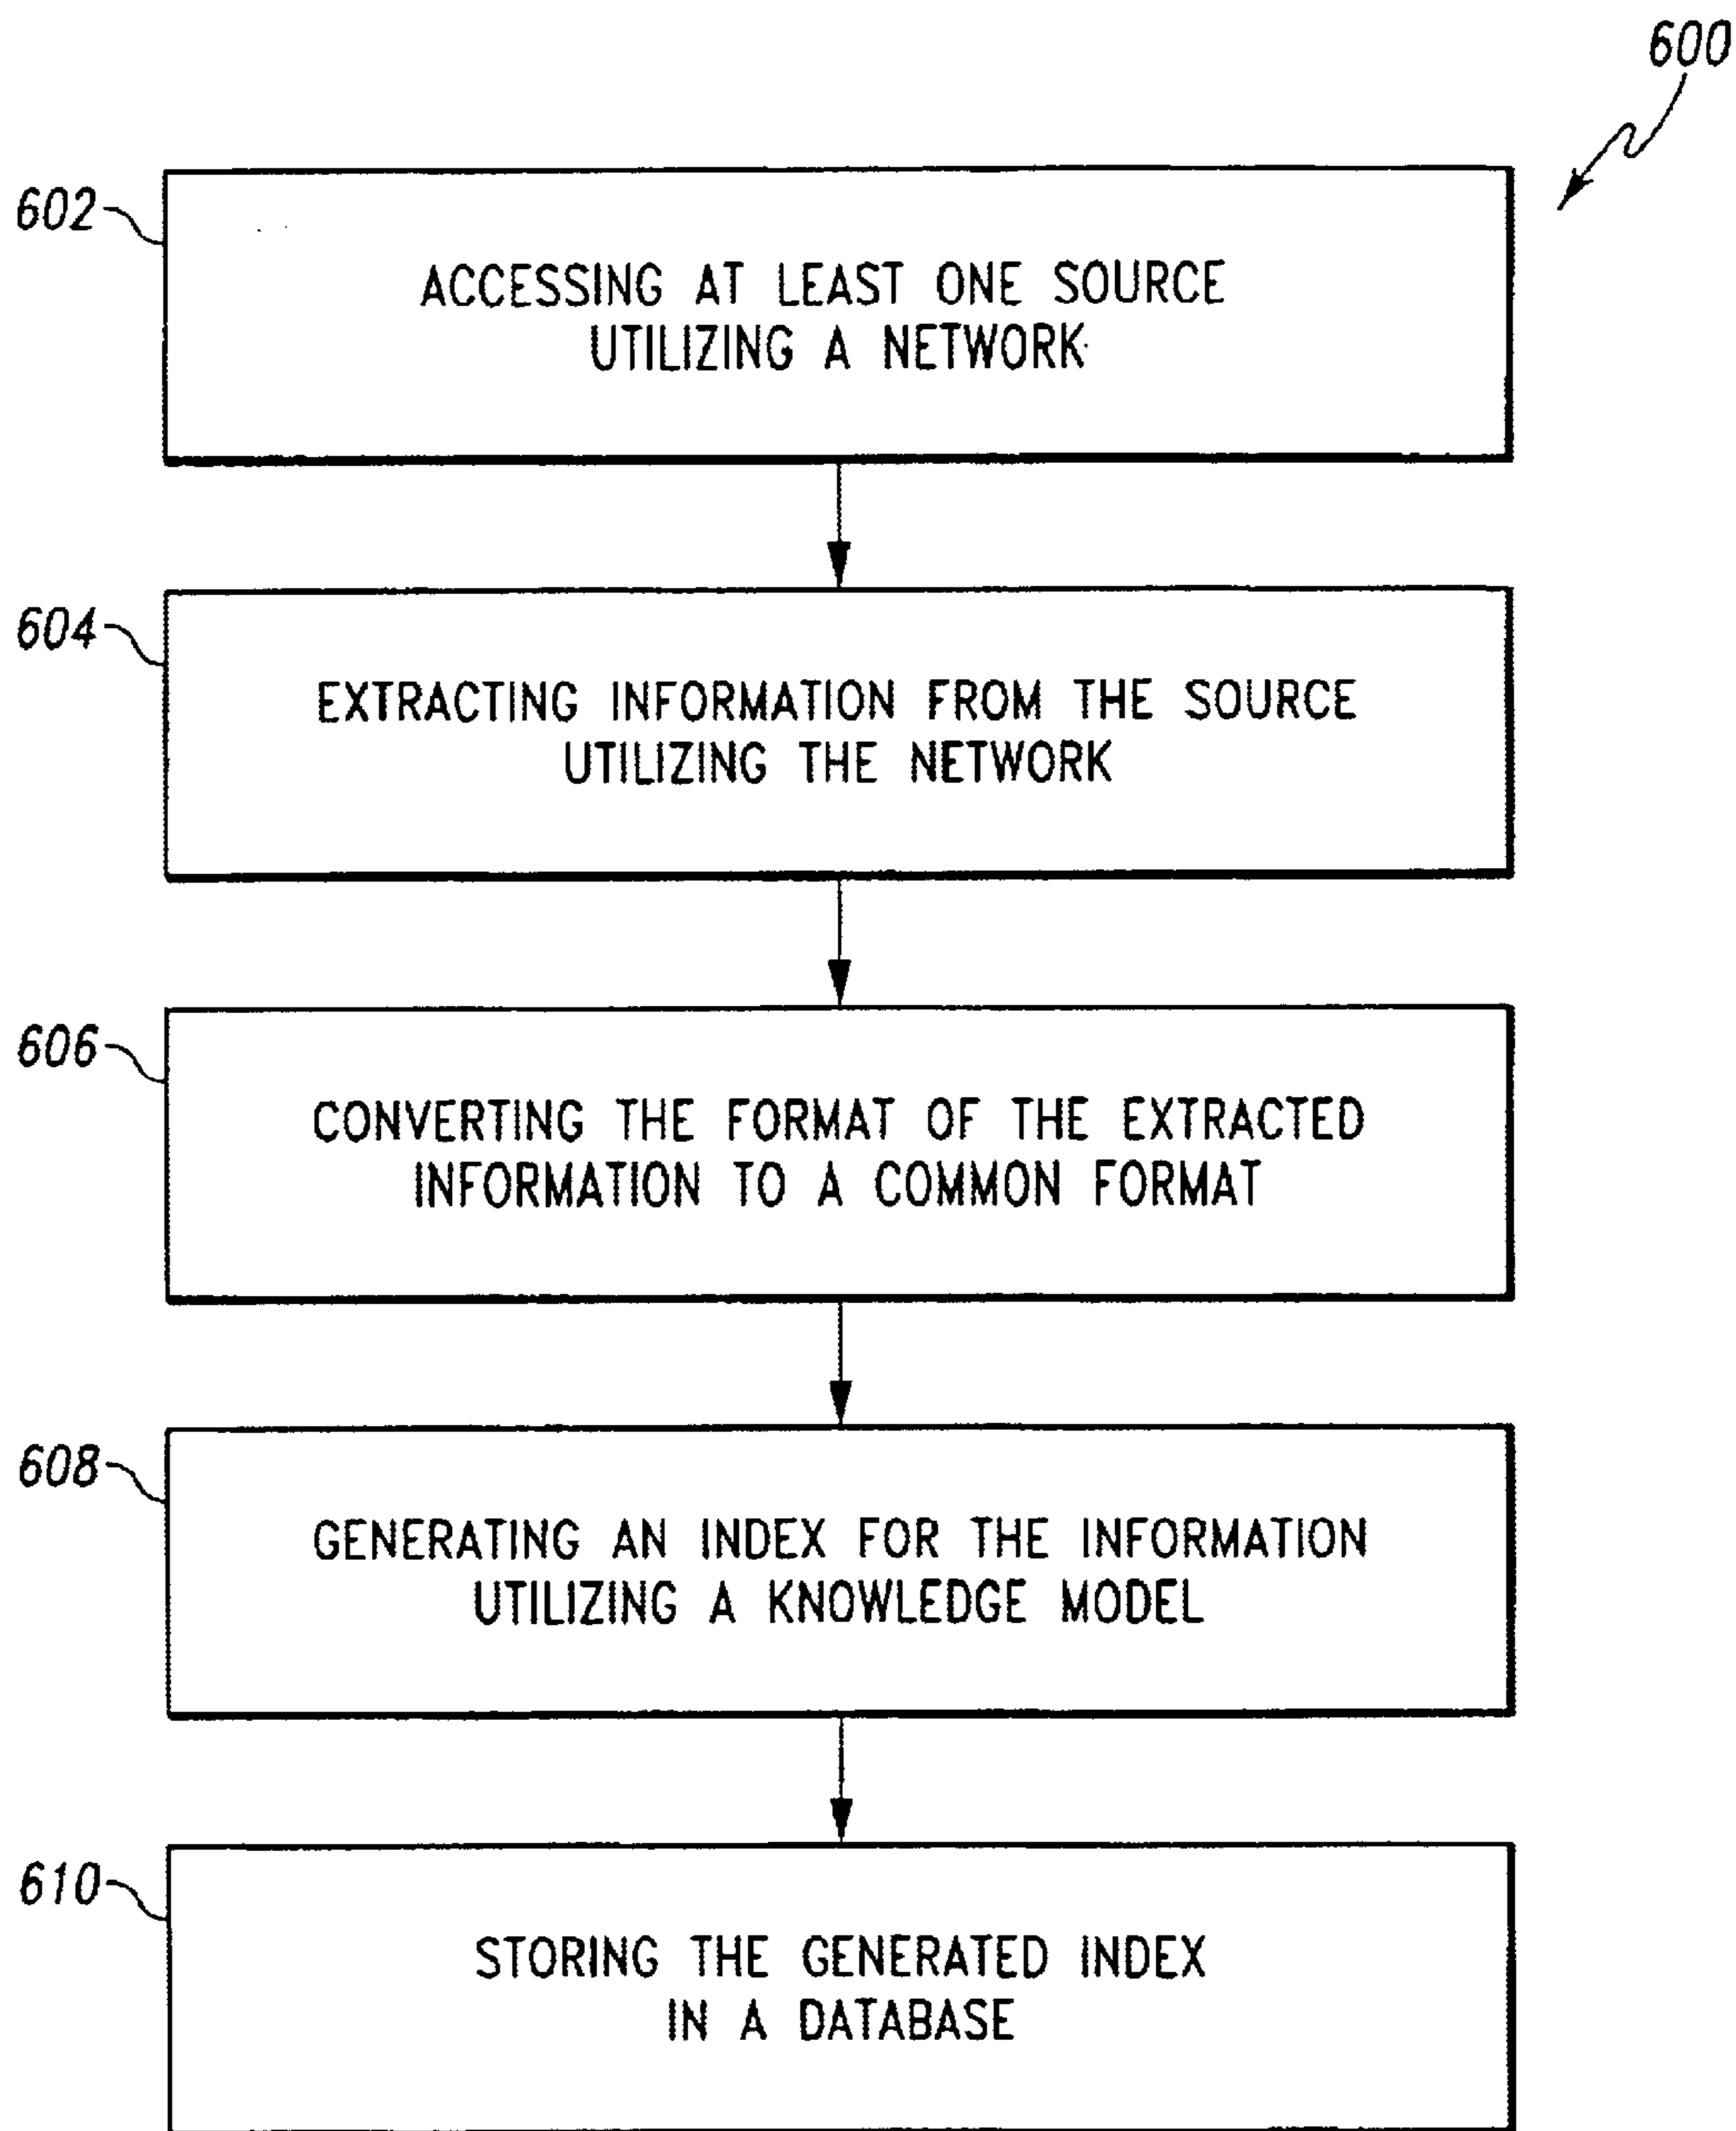 600
602
ACCESSING AT LEAST ONE SOURCE
UTILIZING A NETWORK
604
EXTRACTING INFORMATION FROM THE SOURCE
UTILIZING THE NETWORK
606
CONVERTING THE FORMAT OF THE EXTRACTED
INFORMATION TO A COMMON FORMAT
608
GENERATING AN INDEX FOR THE INFORMATION
UTILIZING A KNOWLEDGE MODEL
610
STORING THE GENERATED INDEX
IN A DATABASE